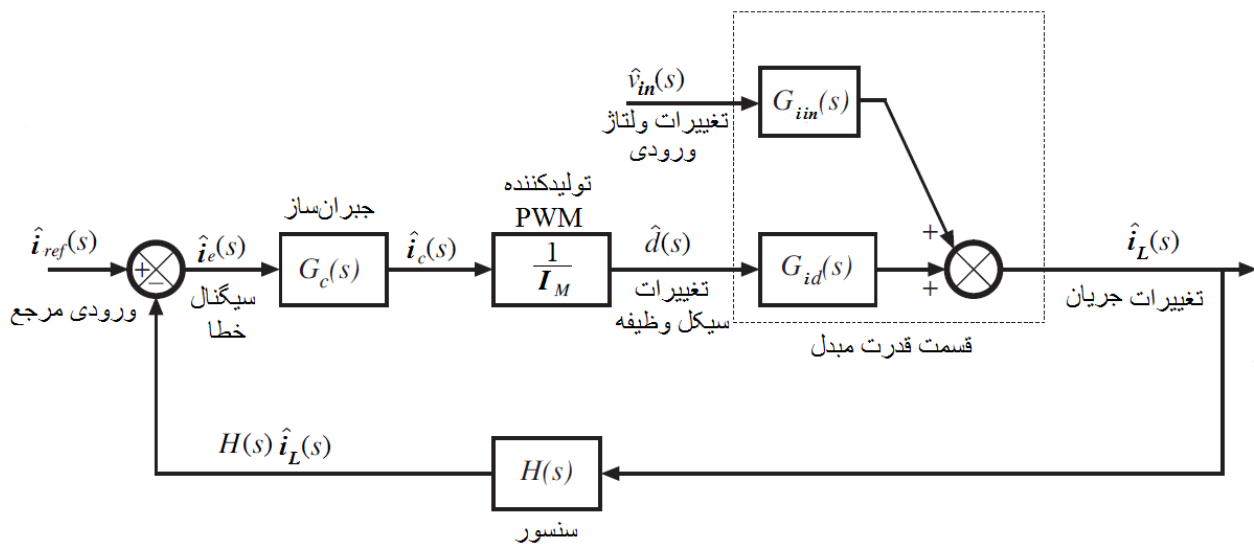 v̂in(s)
Giin(s)
تغییرات ولتاژ
ورودی
تولیدکننده
PWM
جبران‌ساز
îref(s)
îe(s)
Gc(s)
îc(s)
1
IM
d̂(s)
Gid(s)
îL(s)
+
+
+
−
ورودی مرجع
سیگنال
خطا
تغییرات
سیکل وظیفه
قسمت قدرت مبدل
تغییرات جریان
H(s) îL(s)
H(s)
سنسور